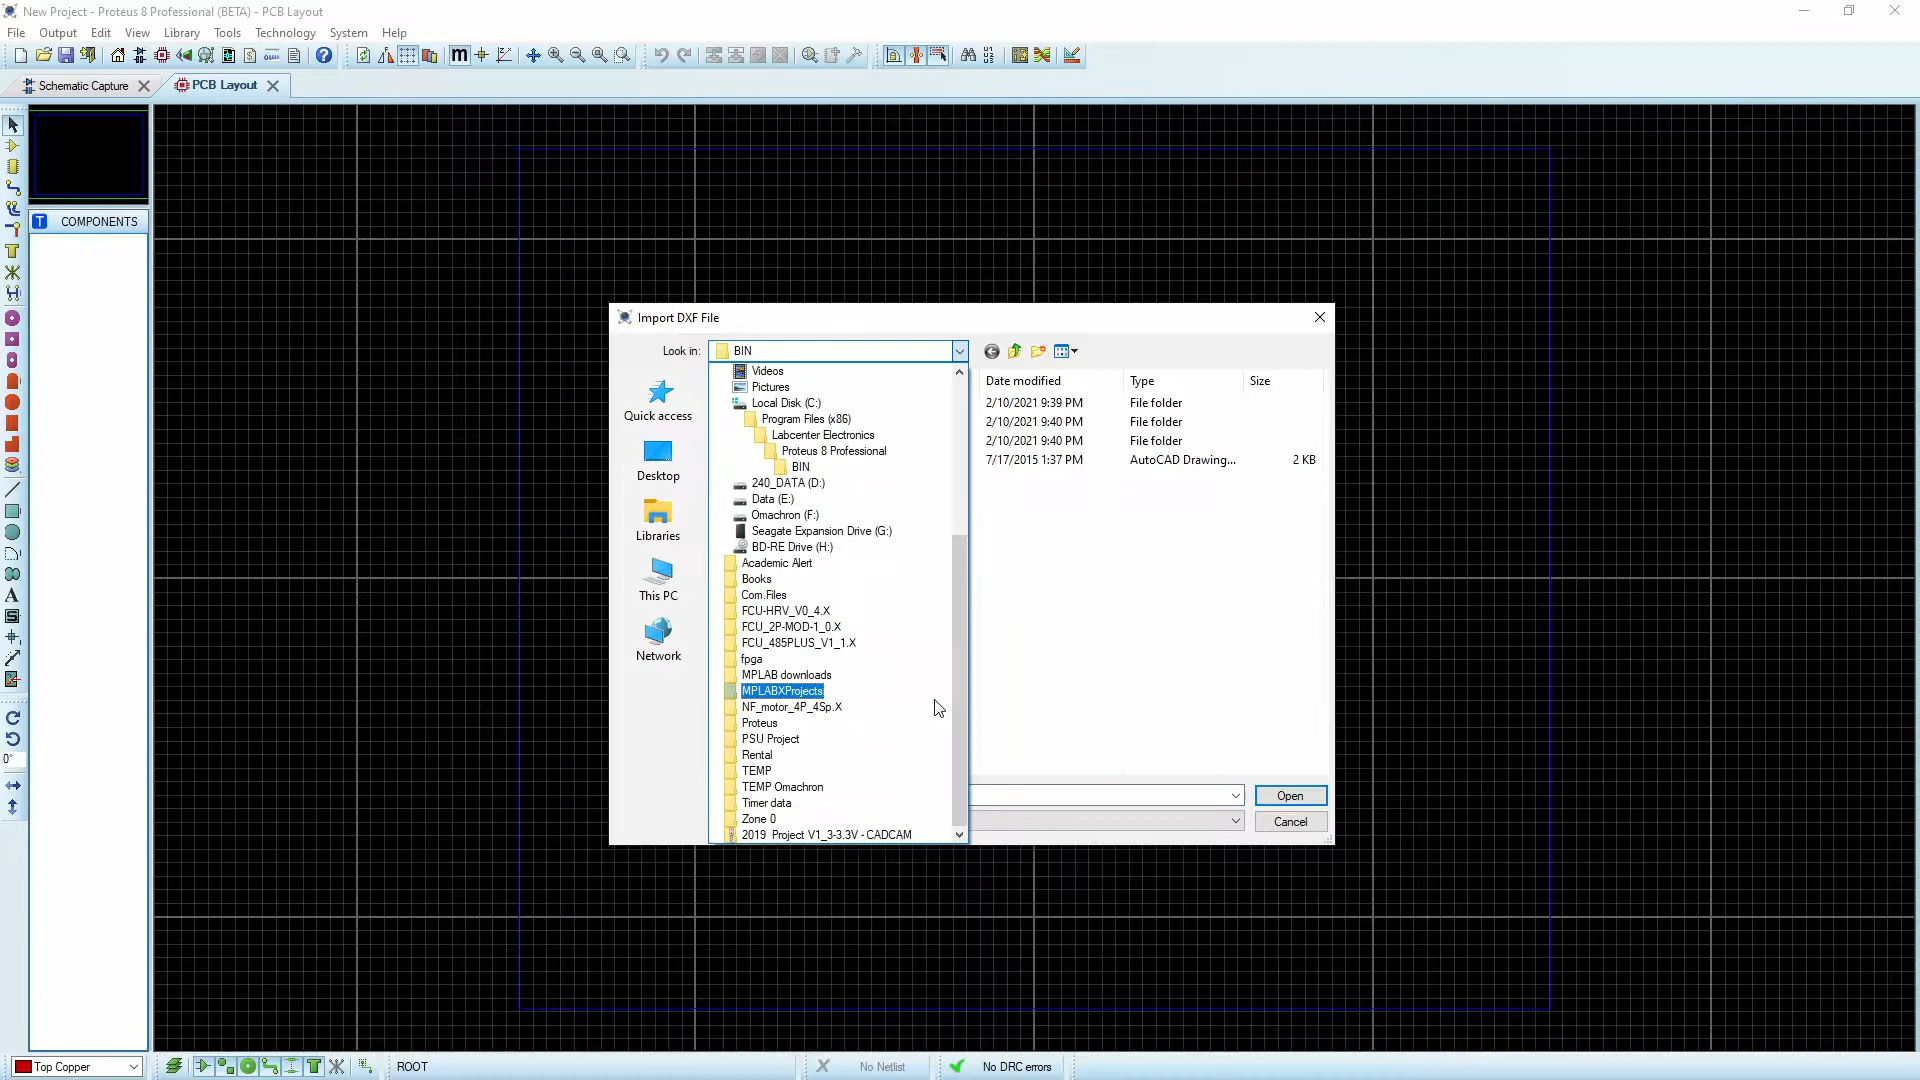 New Project - Proteus 8 Professional (BETA) - PCB Layout
File Output Edit View Library Tools Technology System Help
Schematic Capture PCB Layout
T COMPONENTS
Import DXF File
Look in: BIN
Quick access
Desktop
Libraries
This PC
Network
Videos
Pictures
Local Disk (C:)
Program Files (x86)
Labcenter Electronics
Proteus 8 Professional
BIN
240_DATA (D:)
Data (E:)
Omachron (F:)
Seagate Expansion Drive (G:)
BD-RE Drive (H:)
Academic Alert
Books
Com.Files
FCU-HRV_V0_4.X
FCU_2P-MOD-1_0.X
FCU_485PLUS_V1_1.X
fpga
MPLAB downloads
MPLABXProjects
NF_motor_4P_4Sp.X
Proteus
PSU Project
Rental
TEMP
TEMP Omachron
Timer data
Zone 0
2019 Project V1_3-3.3V - CADCAM
Date modified Type Size
2/10/2021 9:39 PM File folder
2/10/2021 9:40 PM File folder
2/10/2021 9:40 PM File folder
7/17/2015 1:37 PM AutoCAD Drawing... 2 KB
Open
Cancel
0°
Top Copper ROOT No Netlist No DRC errors